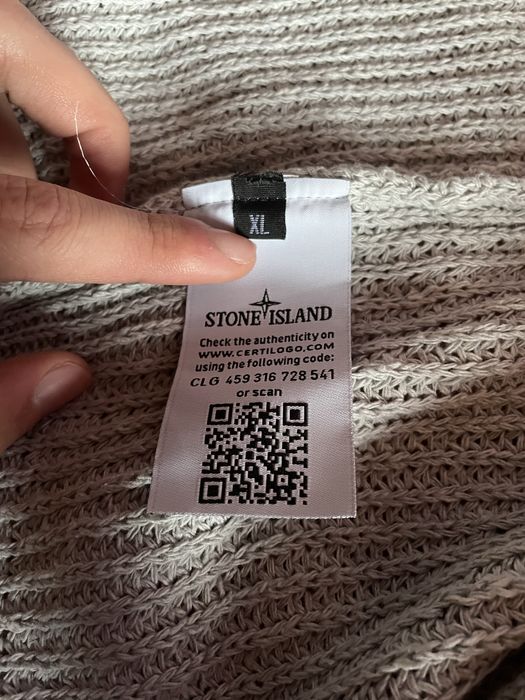 XL
STONE ISLAND
Check the authenticity on
WWW.CERTILOGO.COM
using the following code:
CLG 459 316 728 541
or scan